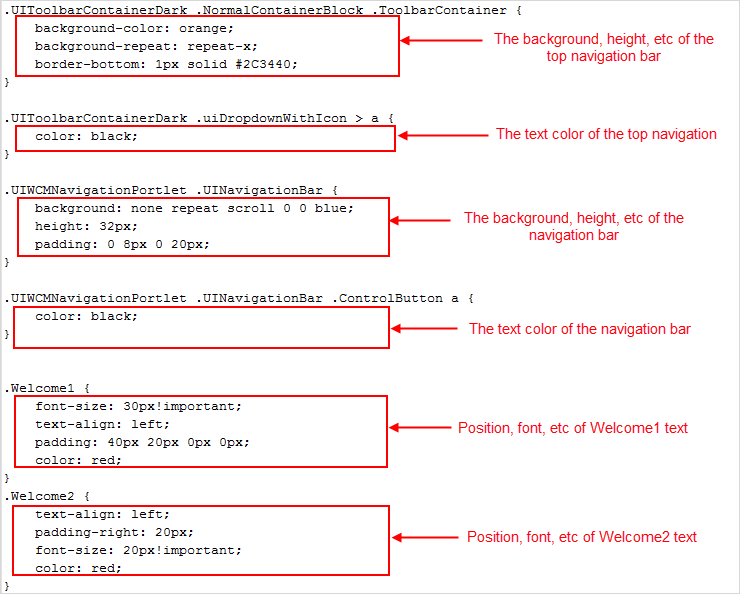 .UIToolbarContainerDark .NormalContainerBlock .ToolbarContainer {
background-color: orange;
background-repeat: repeat-x;
border-bottom: 1px solid #2C3440;
}
The background, height, etc of the
top navigation bar
.UIToolbarContainerDark .uiDropdownWithIcon > a {
color: black;
}
The text color of the top navigation
.UIWCMNavigationPortlet .UINavigationBar {
background: none repeat scroll 0 0 blue;
height: 32px;
padding: 0 8px 0 20px;
}
The background, height, etc of the
navigation bar
.UIWCMNavigationPortlet .UINavigationBar .ControlButton a {
color: black;
}
The text color of the navigation bar
.Welcome1 {
font-size: 30px!important;
text-align: left;
padding: 40px 20px 0px 0px;
color: red;
}
Position, font, etc of Welcome1 text
.Welcome2 {
text-align: left;
padding-right: 20px;
font-size: 20px!important;
color: red;
}
Position, font, etc of Welcome2 text